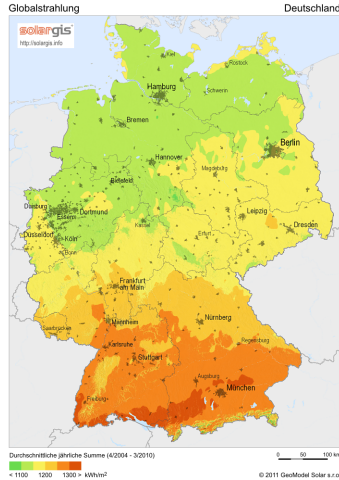 Globalstrahlung
Deutschland
solargis
http://solargis.info
Kiel
Rostock
Hamburg
Schwerin
Bremen
Berlin
Hannover
Magdeburg
Bielefeld
Duisburg
Essen
Dortmund
Düsseldorf
Köln
Bonn
Kassel
Leipzig
Erfurt
Dresden
Frankfurt
am Main
Mannheim
Nürnberg
Saarbrücken
Karlsruhe
Regensburg
Stuttgart
Augsburg
München
Freiburg
Durchschnittliche jährliche Summe (4/2004 - 3/2010)
0 50 100 km
< 1100 1200 1300 > kWh/m²
© 2011 GeoModel Solar s.r.o